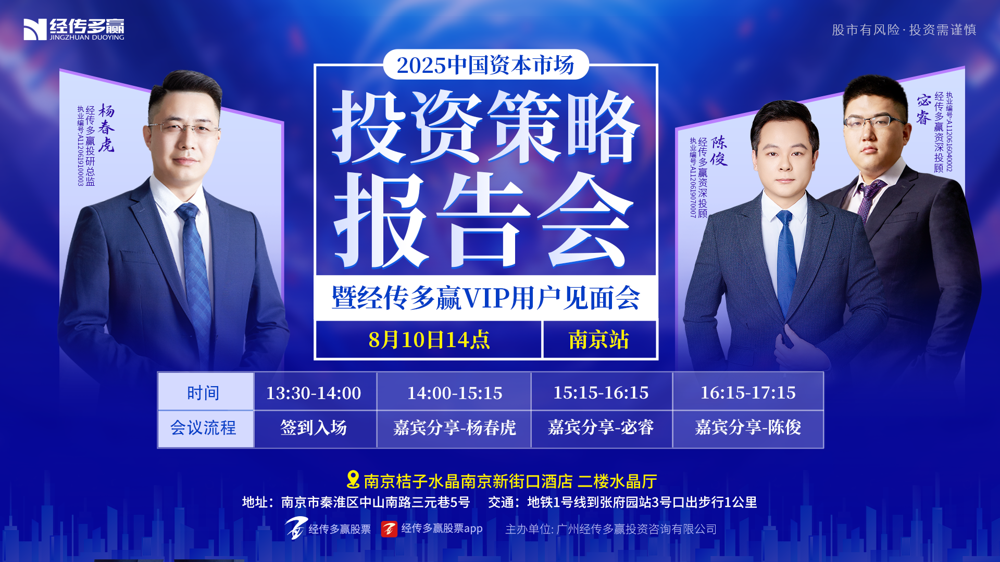 经传多赢
JINGZHUAN DUOYING
股市有风险·投资需谨慎
2025中国资本市场
投资策略
报告会
暨经传多赢VIP用户见面会
8月10日14点
南京站
杨春虎
经传多赢投研总监
执业编号:A1120619100003
陈俊
经传多赢资深投顾
执业编号:A1120619070007
宓睿
经传多赢资深投顾
执业编号:A1120616040002
时间 13:30-14:00 14:00-15:15 15:15-16:15 16:15-17:15
会议流程 签到入场 嘉宾分享-杨春虎 嘉宾分享-宓睿 嘉宾分享-陈俊
南京桔子水晶南京新街口酒店 二楼水晶厅
地址：南京市秦淮区中山南路三元巷5号 交通：地铁1号线到张府园站3号口出步行1公里
经传多赢股票 经传多赢股票app 主办单位: 广州经传多赢投资咨询有限公司